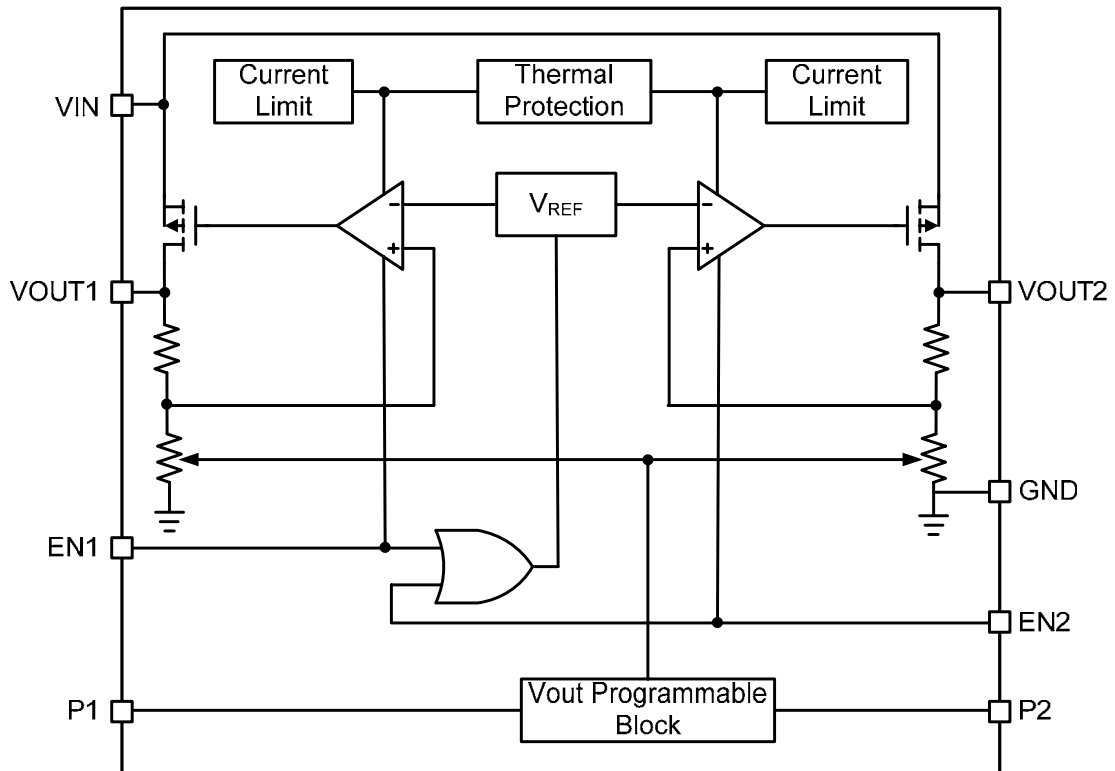 Current
Limit
Thermal
Protection
Current
Limit
VIN
VREF
-
-
+
+
VOUT1
VOUT2
GND
EN1
EN2
Vout Programmable
Block
P1
P2